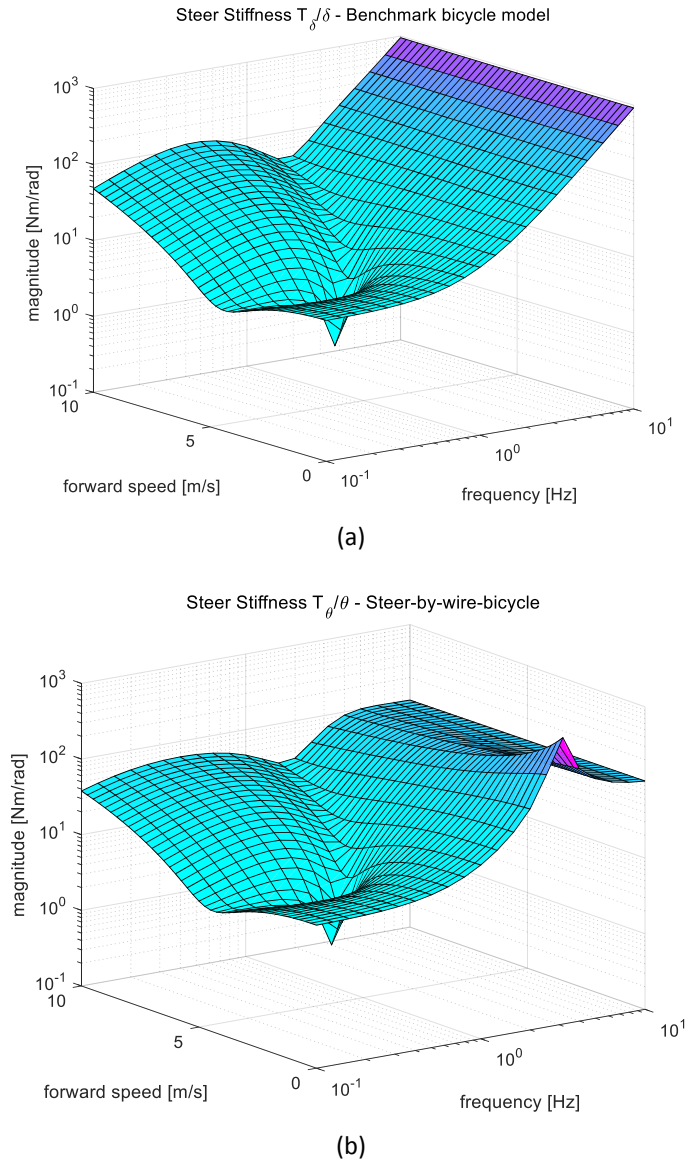 Steer Stiffness T_δ/δ - Benchmark bicycle model
10^3
10^2
10^1
10^0
10^-1
magnitude [Nm/rad]
10
5
0
forward speed [m/s]
10^-1
10^0
10^1
frequency [Hz]
(a)
Steer Stiffness T_θ/θ - Steer-by-wire-bicycle
10^3
10^2
10^1
10^0
10^-1
magnitude [Nm/rad]
10
5
0
forward speed [m/s]
10^-1
10^0
10^1
frequency [Hz]
(b)